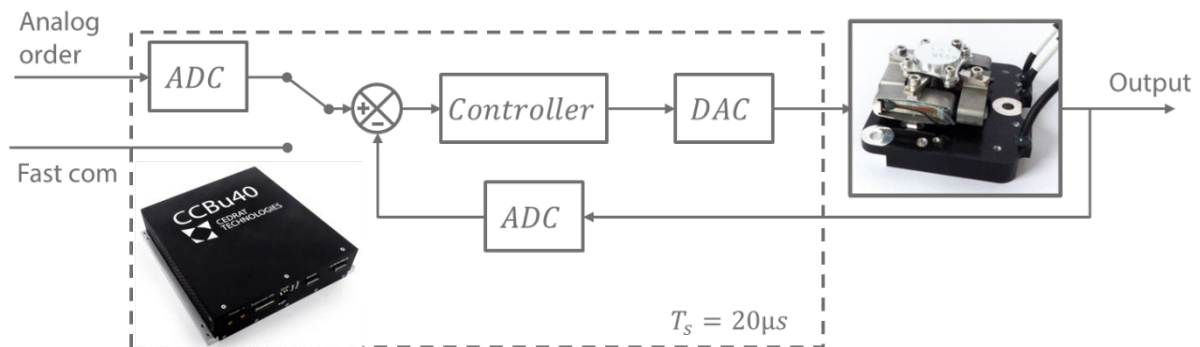 Analog
order
ADC
+
−
Controller
DAC
Output
Fast com
CCBu40
CEDRAT
TECHNOLOGIES
ADC
T_s = 20µs